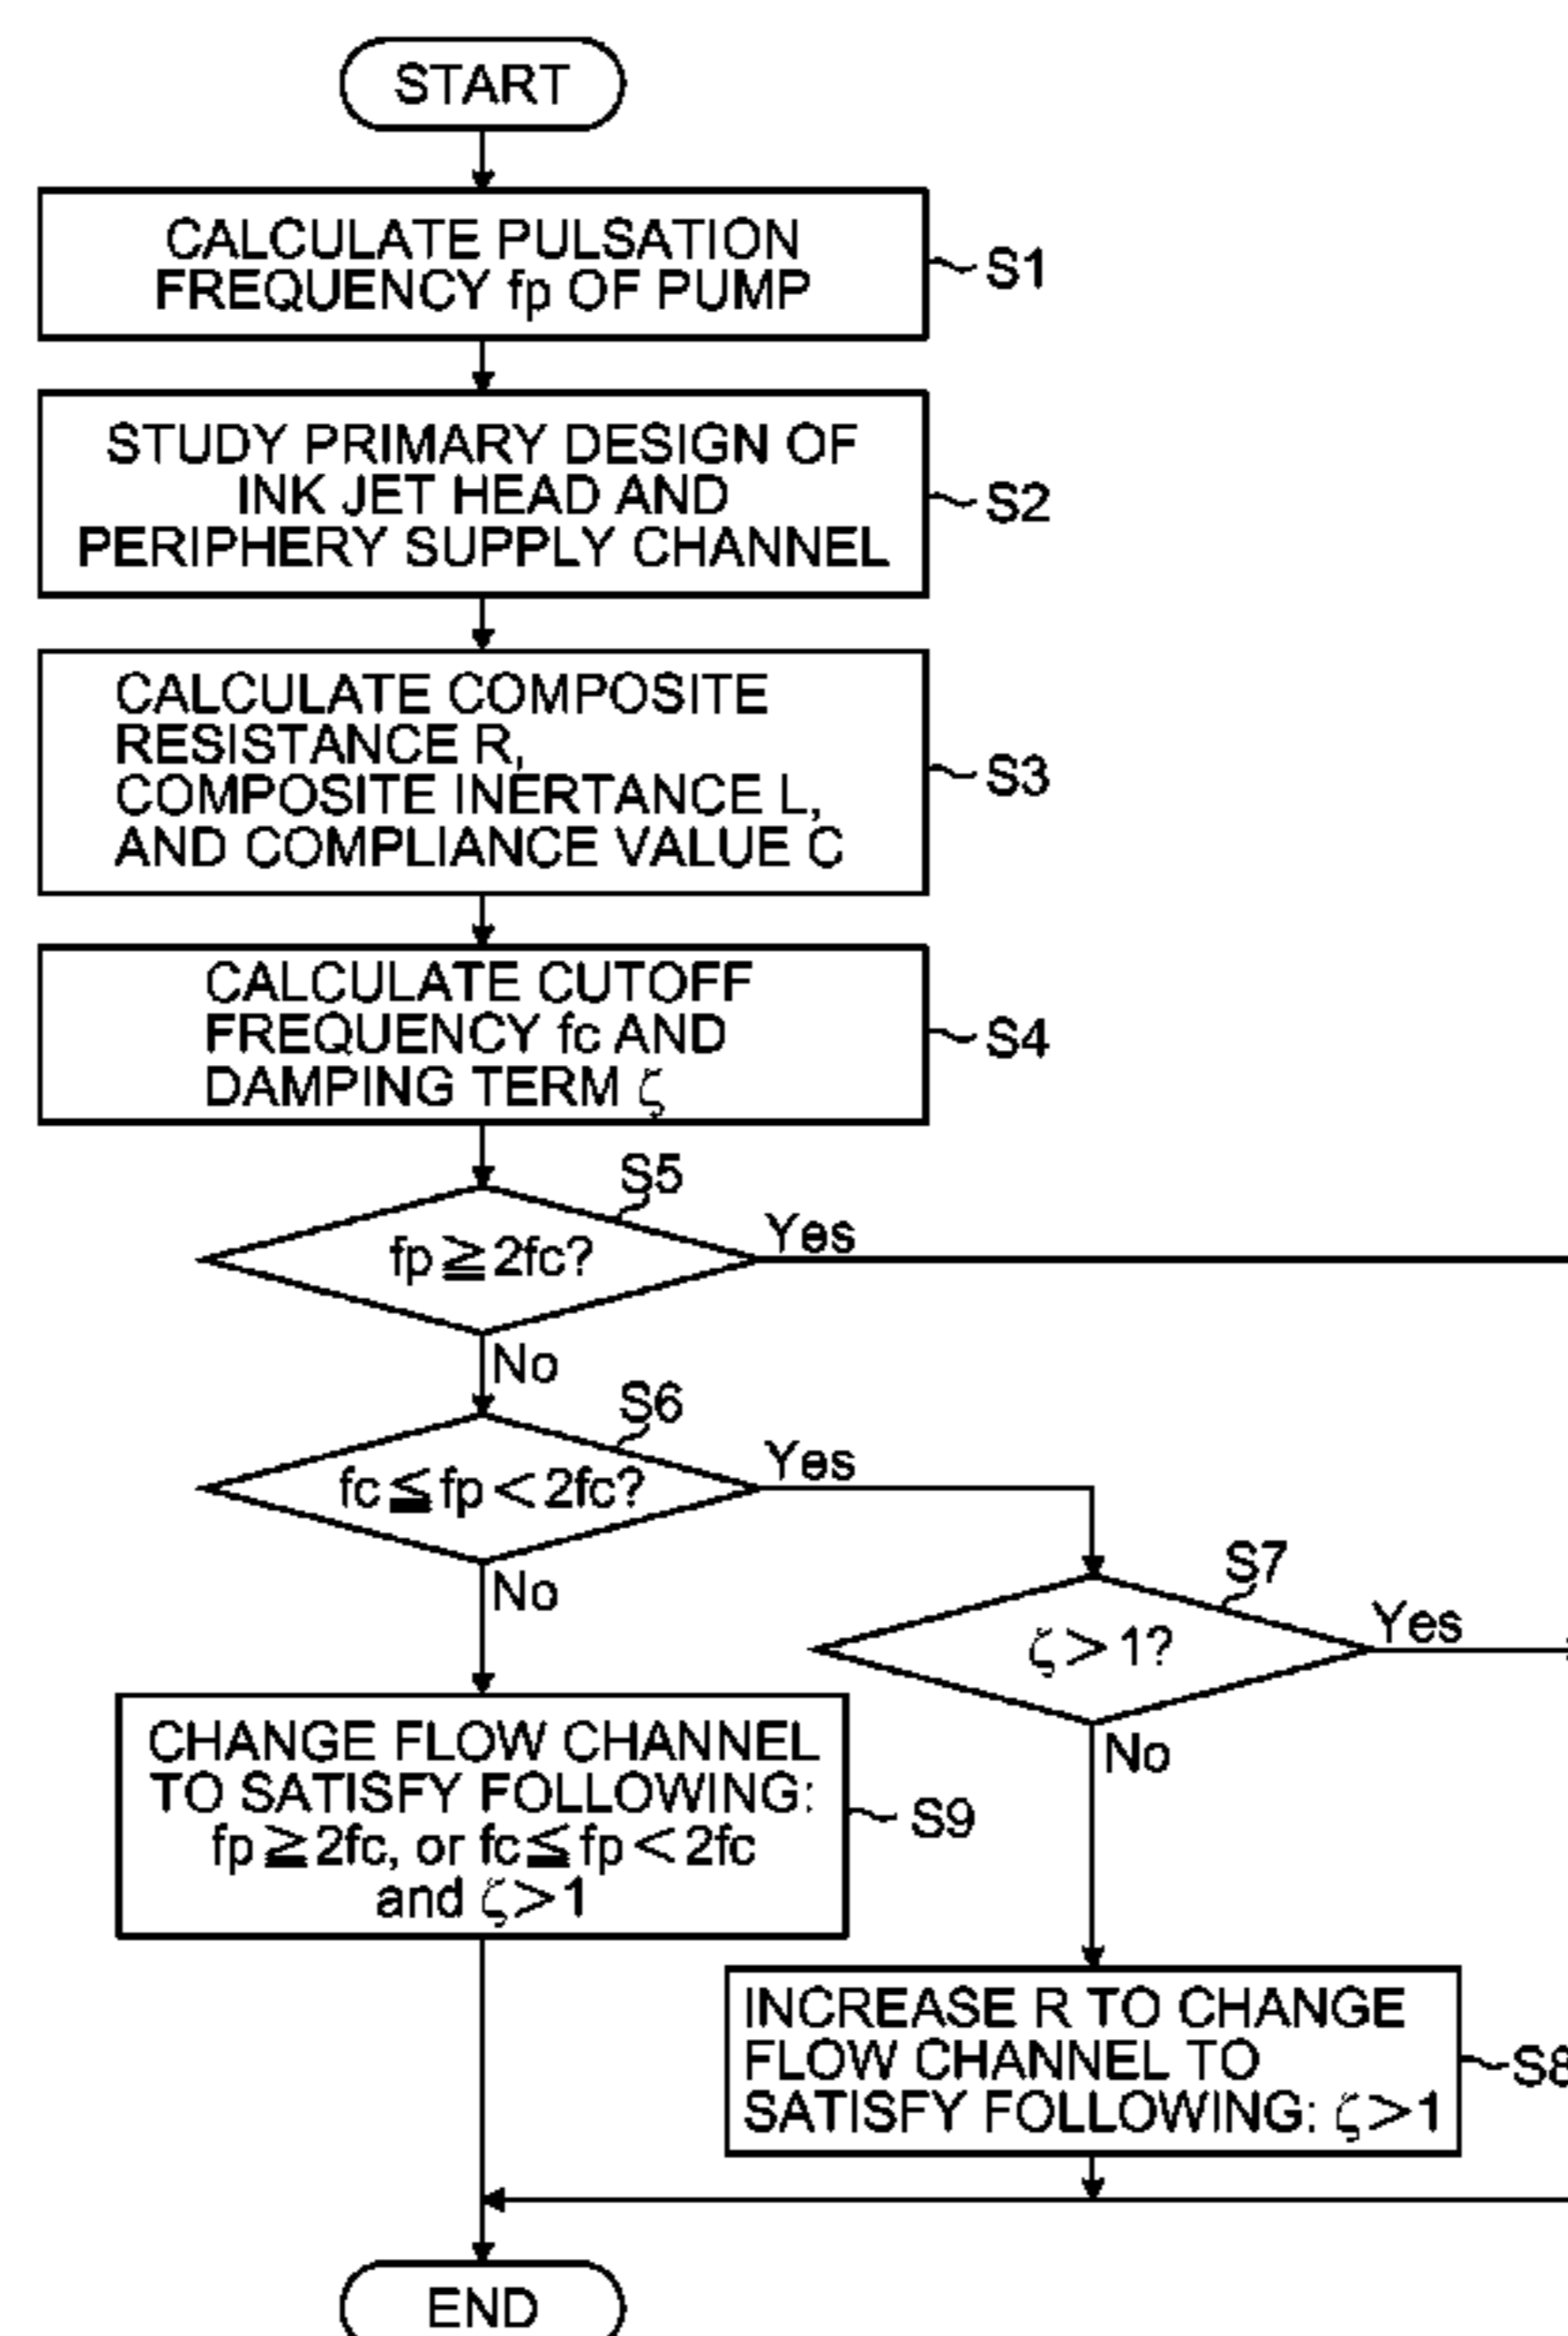 START
CALCULATE PULSATION
FREQUENCY fp OF PUMP
S1
STUDY PRIMARY DESIGN OF
INK JET HEAD AND
PERIPHERY SUPPLY CHANNEL
S2
CALCULATE COMPOSITE
RESISTANCE R,
COMPOSITE INERTANCE L,
AND COMPLIANCE VALUE C
S3
CALCULATE CUTOFF
FREQUENCY fc AND
DAMPING TERM ζ
S4
S5
fp≧2fc?
Yes
No
S6
fc≦fp<2fc?
Yes
No
S7
ζ>1?
Yes
No
CHANGE FLOW CHANNEL
TO SATISFY FOLLOWING:
fp≧2fc, or fc≦fp<2fc
and ζ>1
S9
INCREASE R TO CHANGE
FLOW CHANNEL TO
SATISFY FOLLOWING: ζ>1
S8
END